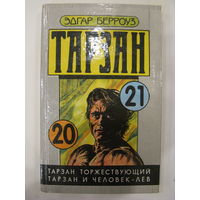 ЭДГАР БЕРРОУЗ
ТАРЗАН
21
20
ТАРЗАН ТОРЖЕСТВУЮЩИЙ
ТАРЗАН И ЧЕЛОВЕК-ЛЕВ